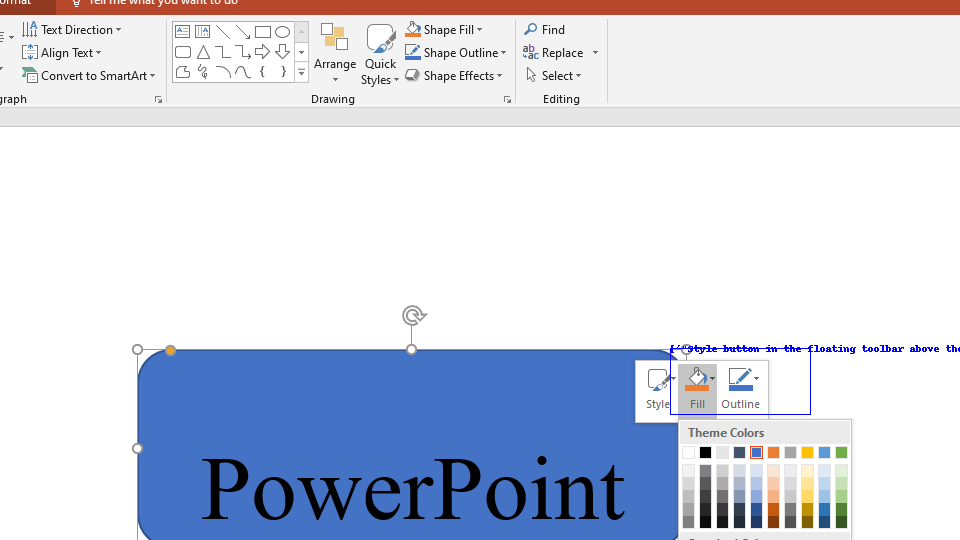 Tell me what you want to do
Text Direction
Align Text
Convert to SmartArt
Arrange
Quick
Styles
Shape Fill
Shape Outline
Shape Effects
Find
Replace
Select
Drawing
Editing
style button in the floating toolbar above the
Style
Fill
Outline
Theme Colors
PowerPoint